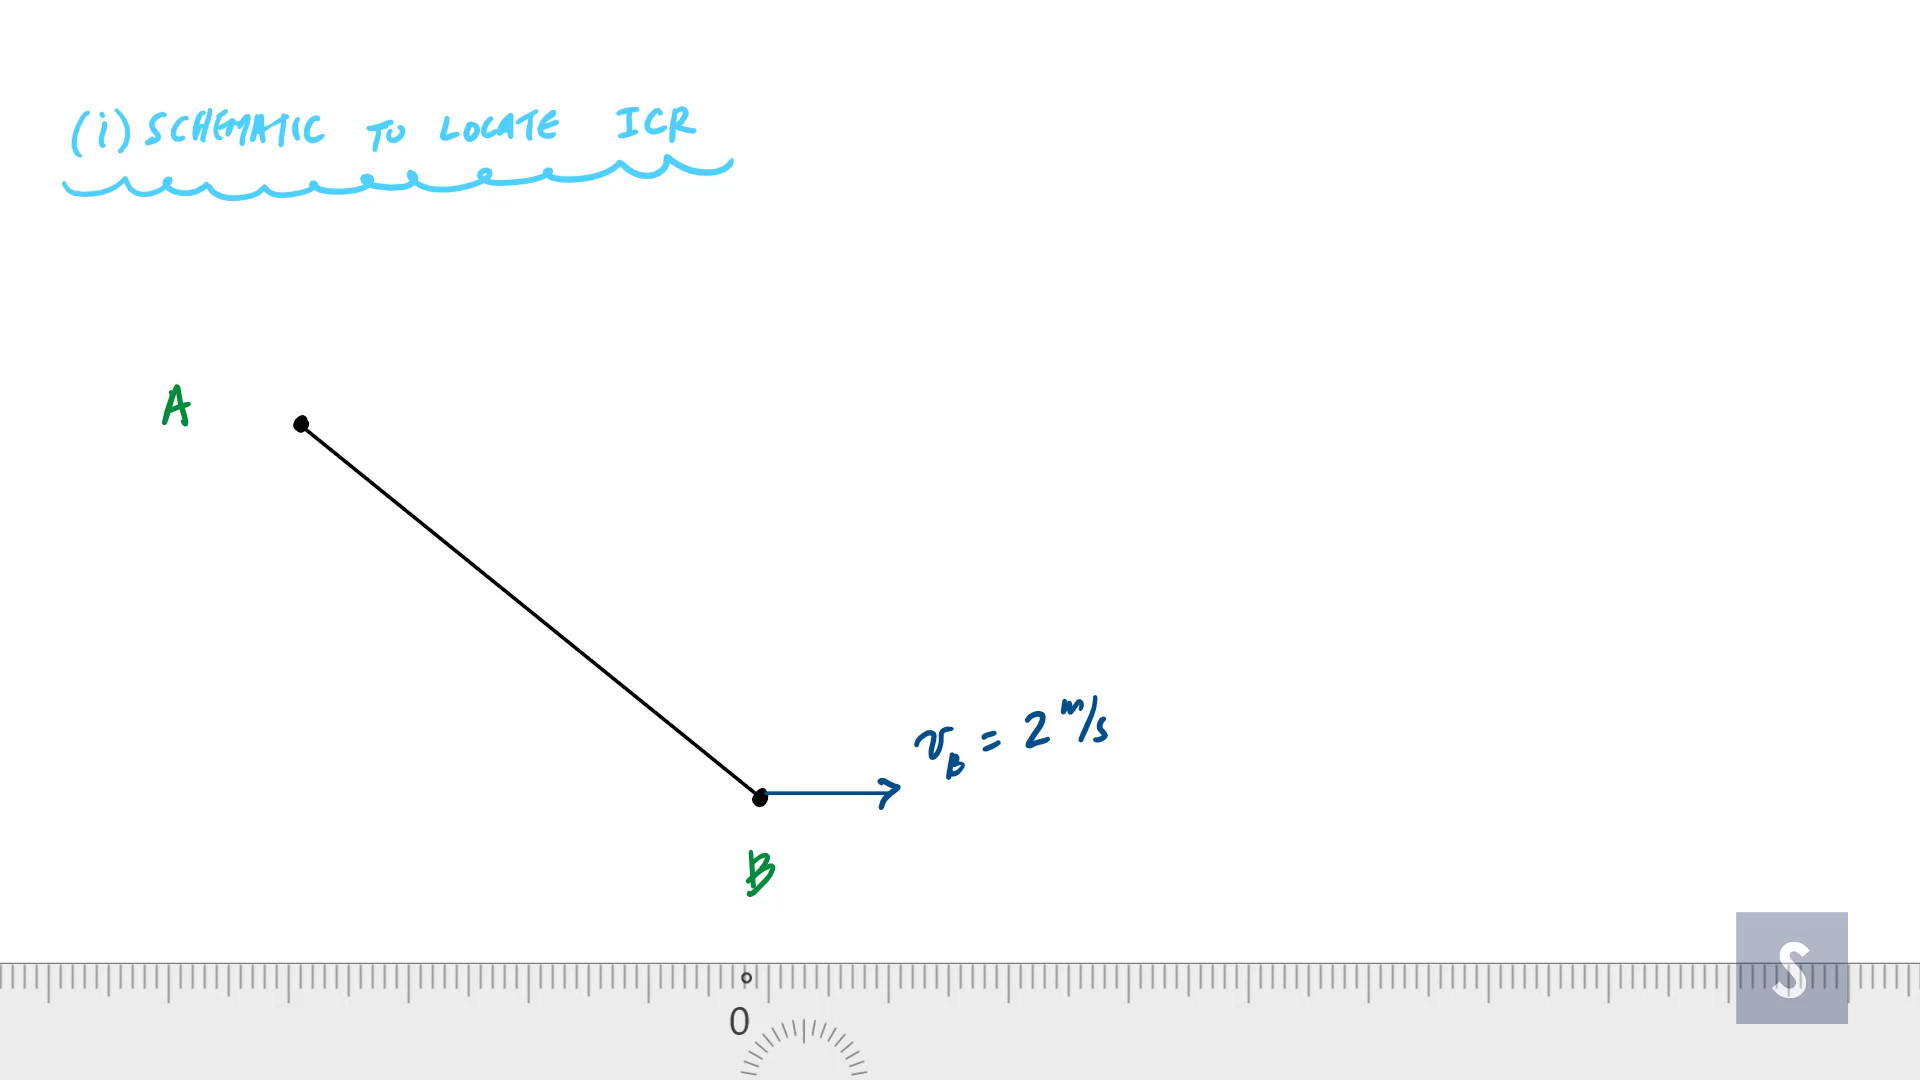 (i) SCHEMATIC TO LOCATE ICR
A
v_B = 2 m/s
B
S
0